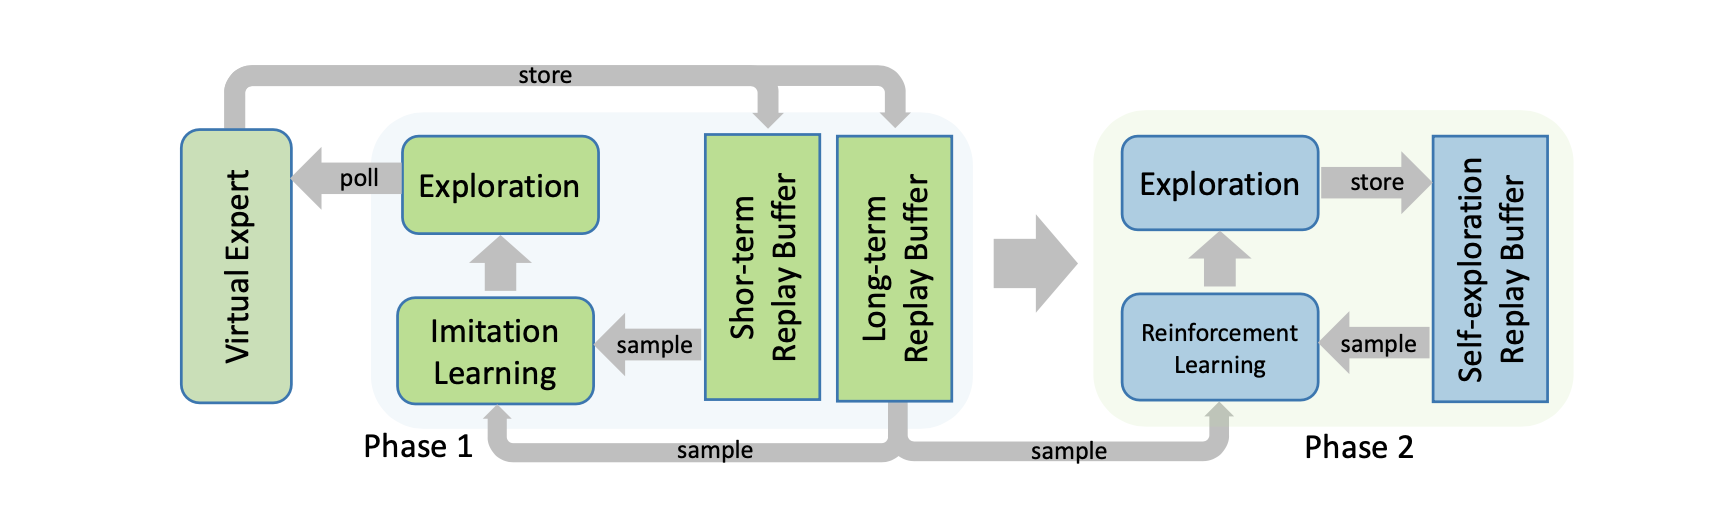 store
Virtual Expert
poll
Exploration
Imitation
Learning
sample
Shor-term
Replay Buffer
Long-term
Replay Buffer
sample
Phase 1
sample
Exploration
store
Reinforcement
Learning
sample
Self-exploration
Replay Buffer
Phase 2